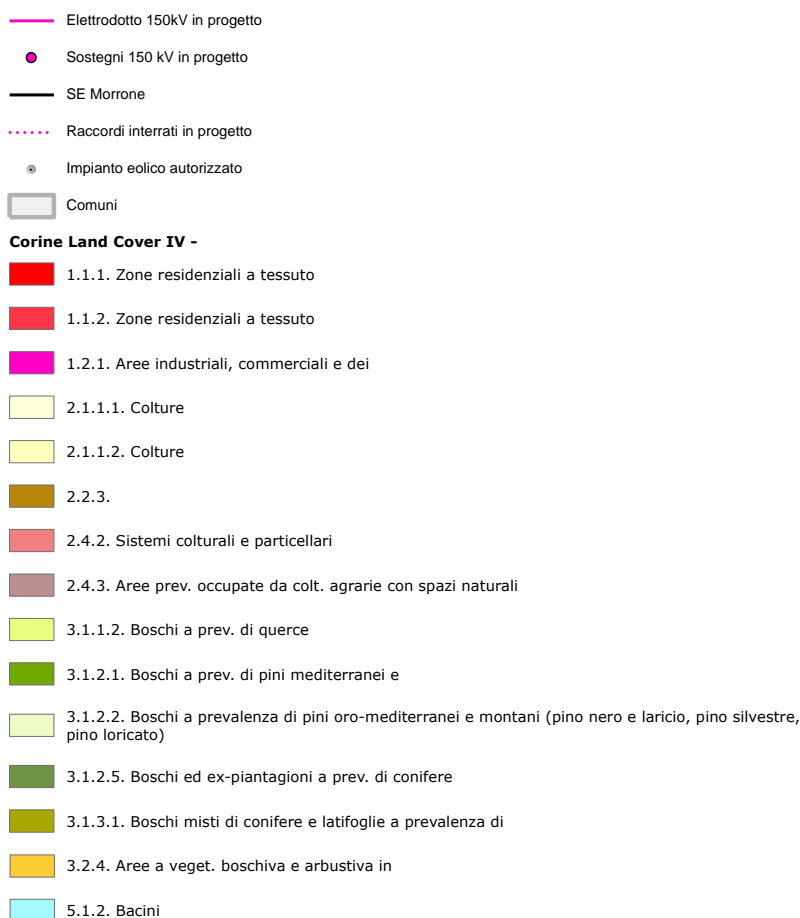 Elettrodotto 150kV in progetto
Sostegni 150 kV in progetto
SE Morrone
Raccordi interrati in progetto
Impianto eolico autorizzato
Comuni
Corine Land Cover IV -
1.1.1. Zone residenziali a tessuto
1.1.2. Zone residenziali a tessuto
1.2.1. Aree industriali, commerciali e dei
2.1.1.1. Colture
2.1.1.2. Colture
2.2.3.
2.4.2. Sistemi colturali e particellari
2.4.3. Aree prev. occupate da colt. agrarie con spazi naturali
3.1.1.2. Boschi a prev. di querce
3.1.2.1. Boschi a prev. di pini mediterranei e
3.1.2.2. Boschi a prevalenza di pini oro-mediterranei e montani (pino nero e laricio, pino silvestre,
pino loricato)
3.1.2.5. Boschi ed ex-piantagioni a prev. di conifere
3.1.3.1. Boschi misti di conifere e latifoglie a prevalenza di
3.2.4. Aree a veget. boschiva e arbustiva in
5.1.2. Bacini